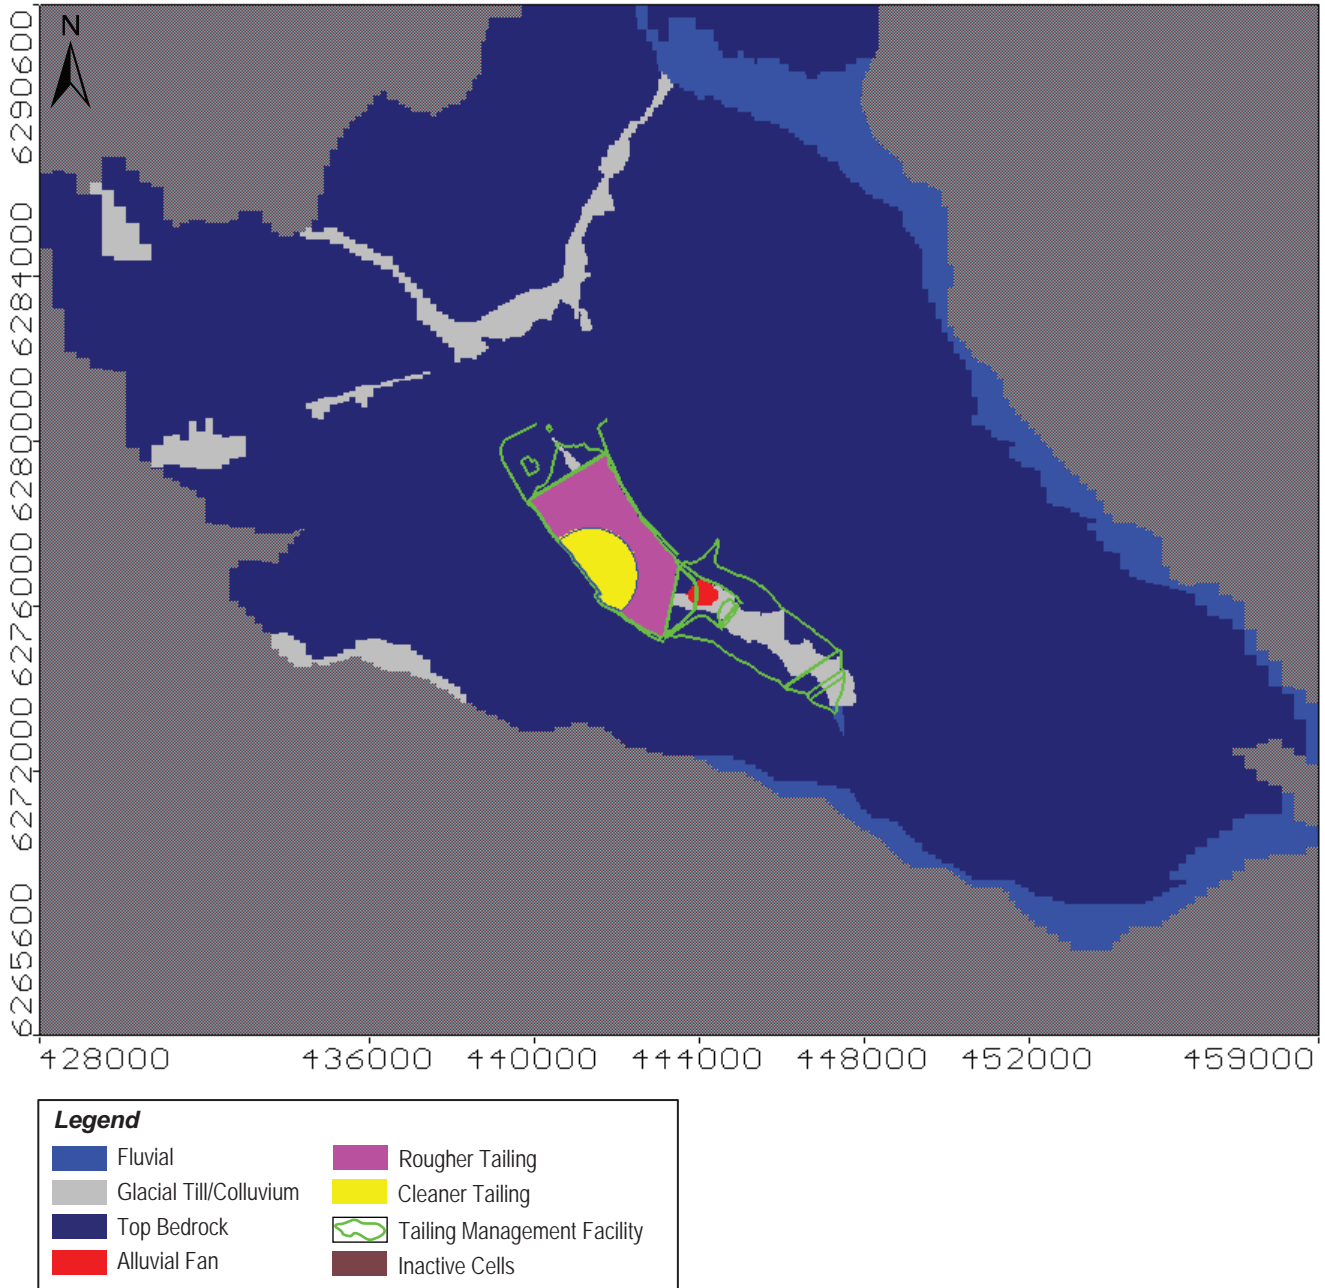 N
6290600
6284000
6280000
6276000
6272000
6265600
428000
436000
440000
444000
448000
452000
459000
Legend
Fluvial
Glacial Till/Colluvium
Top Bedrock
Alluvial Fan
Rougher Tailing
Cleaner Tailing
Tailing Management Facility
Inactive Cells